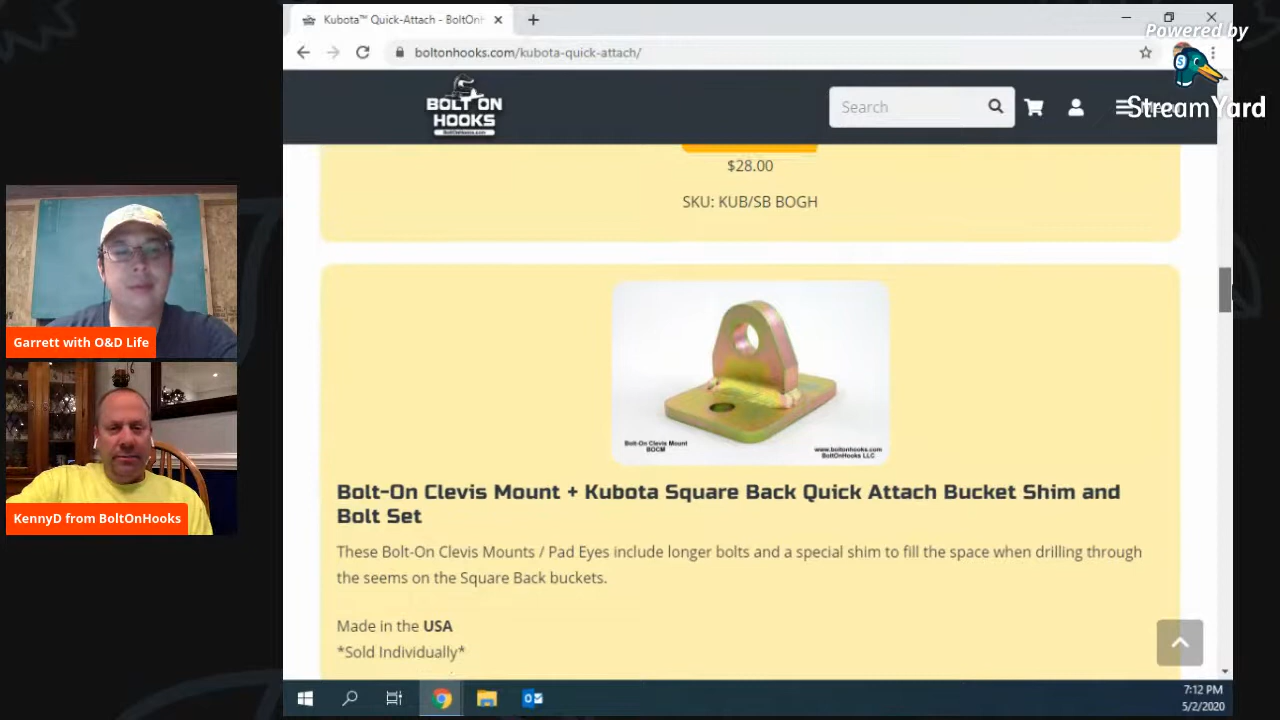 Kubota™ Quick-Attach - BoltOnH
boltonhooks.com/kubota-quick-attach/
Powered by
StreamYard
BOLT ON
HOOKS
BoltOnHooks.com
Search
$28.00
SKU: KUB/SB BOGH
Bolt-On Clevis Mount
BOCM
www.boltonhooks.com
BoltOnHooks LLC
Bolt-On Clevis Mount + Kubota Square Back Quick Attach Bucket Shim and
Bolt Set
These Bolt-On Clevis Mounts / Pad Eyes include longer bolts and a special shim to fill the space when drilling through
the seems on the Square Back buckets.
Made in the USA
*Sold Individually*
Garrett with O&D Life
KennyD from BoltOnHooks
7:12 PM
5/2/2020